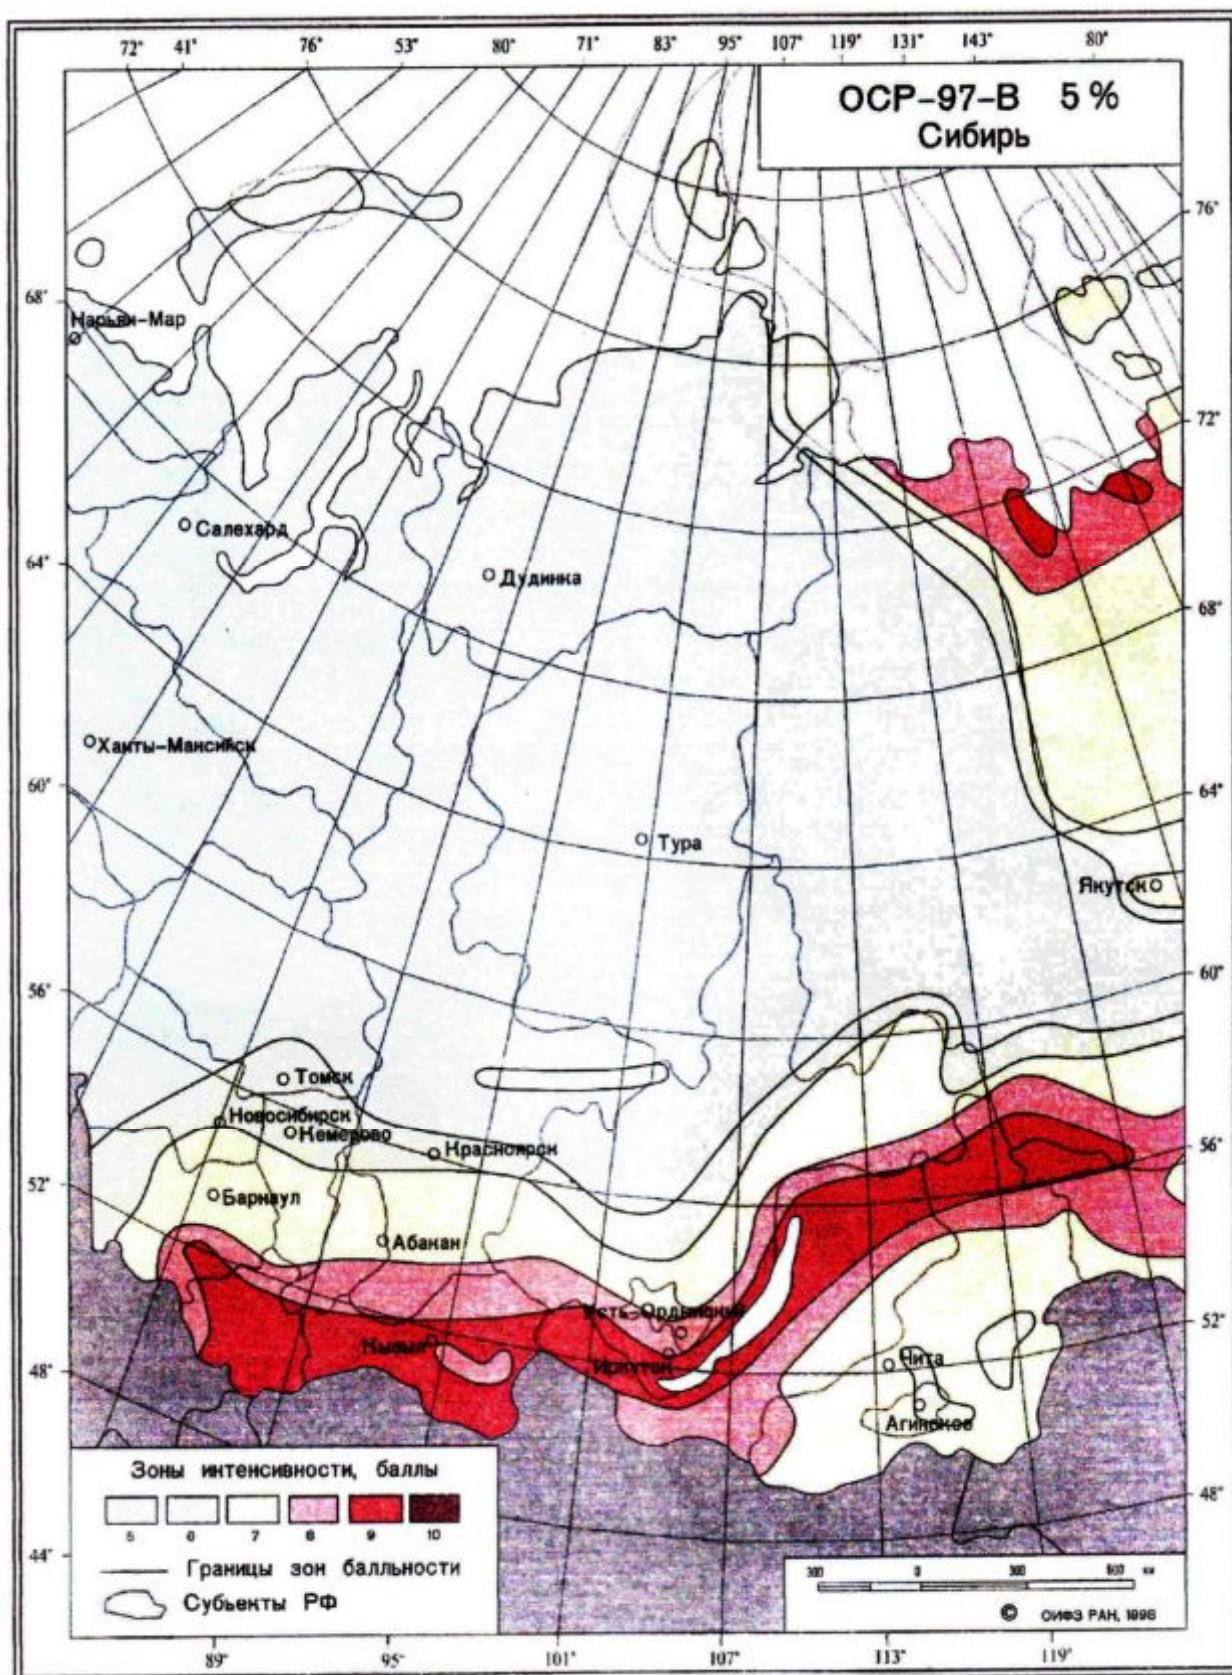 72° 41° 76° 53° 80° 71° 83° 95° 107° 119° 131° 143° 80°
ОСР-97-В 5 %
Сибирь
76°
68°
Нарьян-Мар
72°
Салехард
64°
Дудинка
68°
Ханты-Мансийск
60°
64°
Тура
Якутск
56°
60°
Томск
Новосибирск
Кемерово
Красноярск
56°
52°
Барнаул
Абакан
Усть-Ордынский
52°
Кызыл
Иркутск
Чита
48°
Агинское
Зоны интенсивности, баллы
5 6 7 8 9 10
48°
44°
Границы зон балльности
Субъекты РФ
300 0 300 600 км
© ОИФЗ РАН, 1998
89° 95° 101° 107° 113° 119°